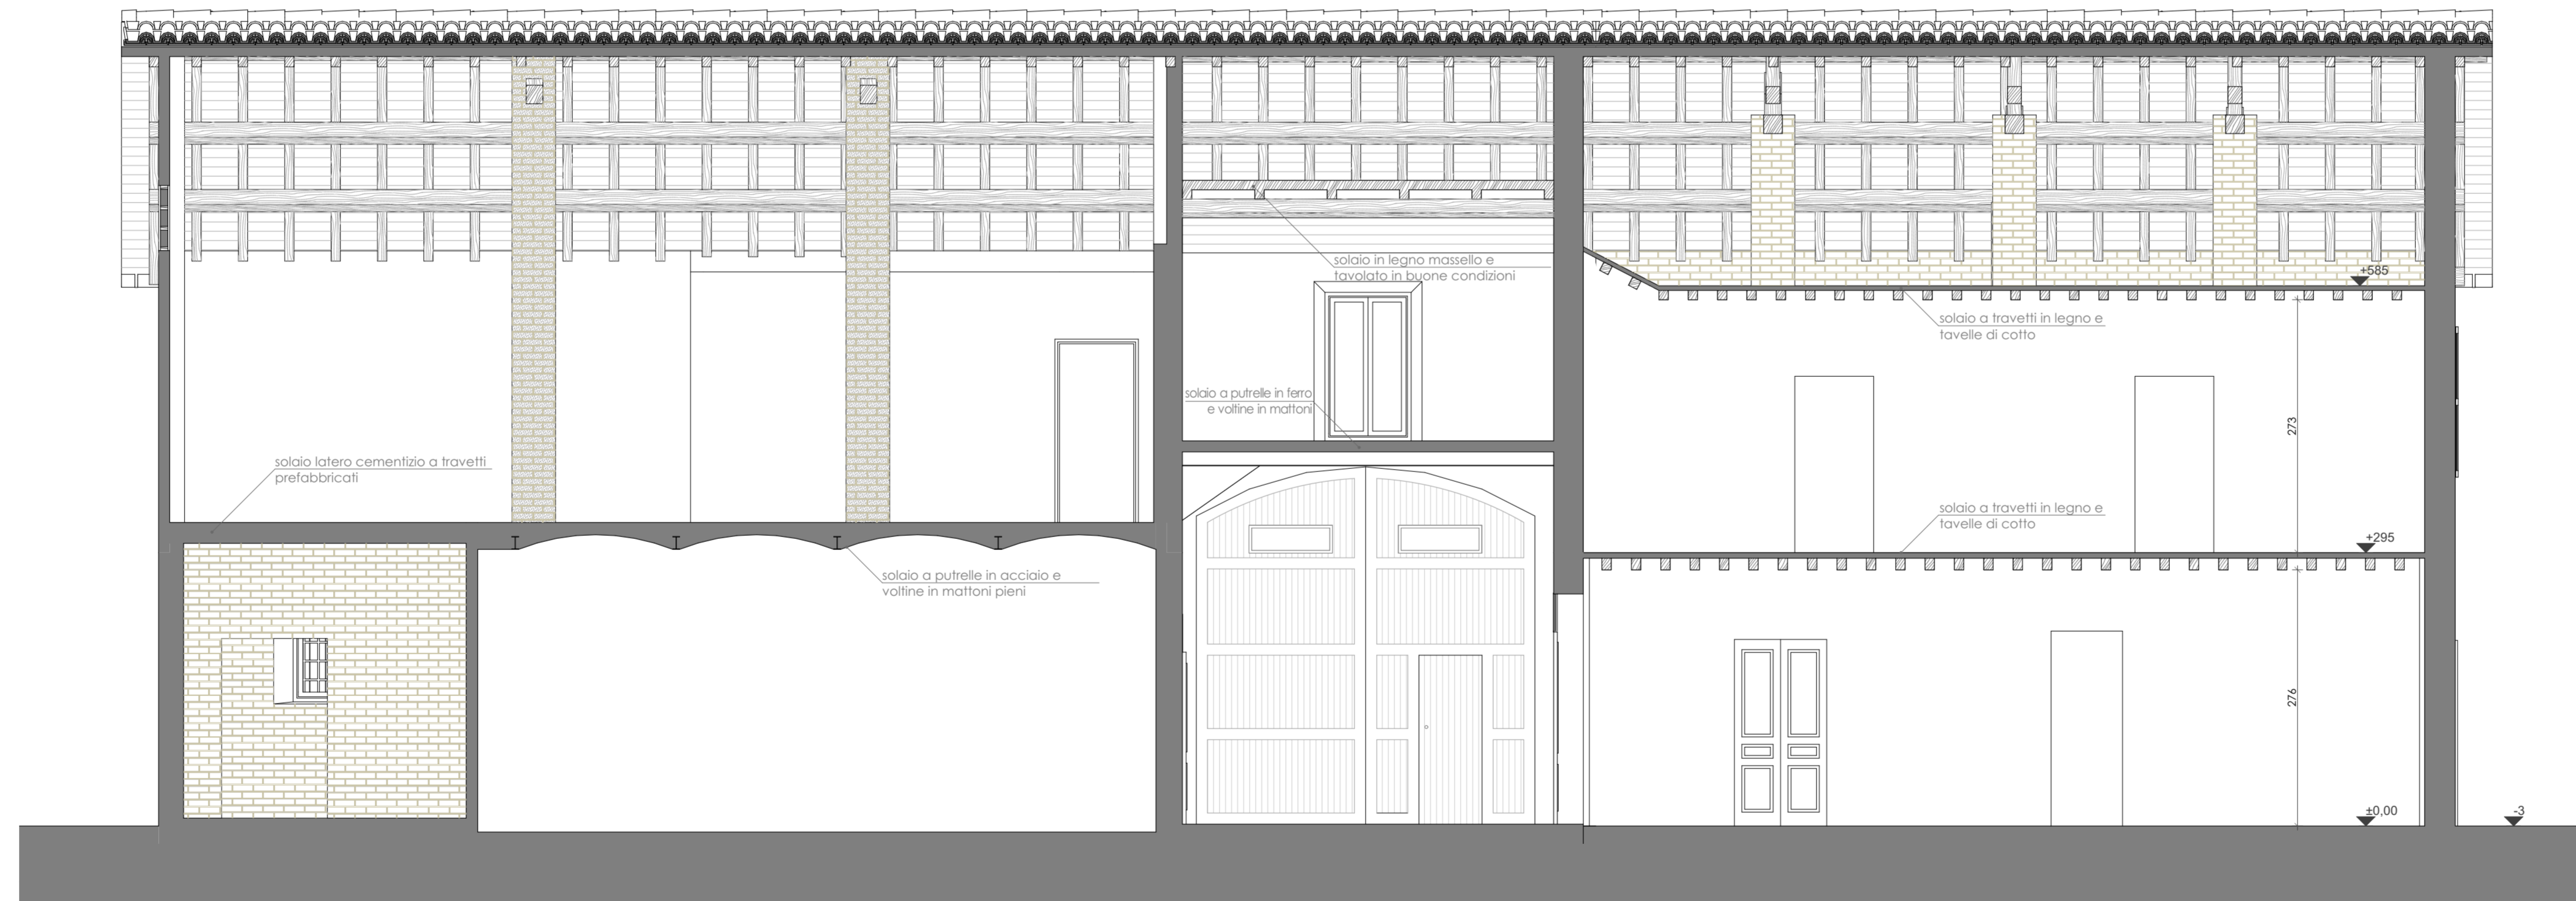 solaio in legno massello e
tavolato in buone condizioni
+585
solaio a travetti in legno e
tavelle di cotto
solaio a putrelle in ferro
e voltine in mattoni
273
solaio latero cementizio a travetti
prefabbricati
solaio a travetti in legno e
tavelle di cotto
+295
solaio a putrelle in acciaio e
voltine in mattoni pieni
276
±0,00
-3